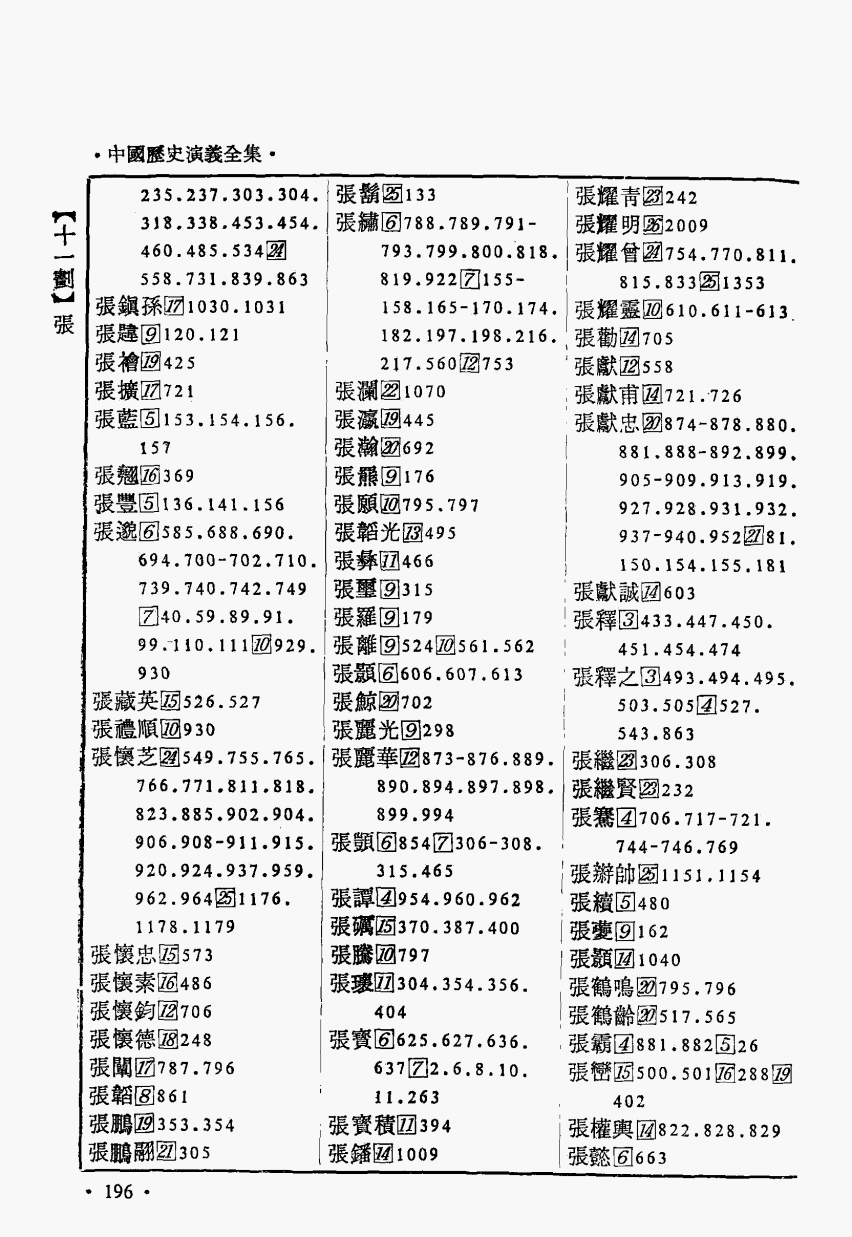 ·中國歷史演義全集·
【十一劃】張
235.237.303.304.
318.338.453.454.
460.485.534[24]
558.731.839.863
張鎭孫[17]1030.1031
張韙[9]120.121
張襘[19]425
張擴[17]721
張藍[5]153.154.156.
157
張翹[16]369
張豐[5]136.141.156
張邈[6]585.688.690.
694.700-702.710.
739.740.742.749
[7]40.59.89.91.
99.110.111[10]929.
930
張藏英[15]526.527
張禮順[10]930
張懷芝[24]549.755.765.
766.771.811.818.
823.885.902.904.
906.908-911.915.
920.924.937.959.
962.964[25]1176.
1178.1179
張懷忠[15]573
張懷素[16]486
張懷鈞[12]706
張懷德[18]248
張闡[17]787.796
張韜[8]861
張鵬[19]353.354
張鵬翮[21]305
張鬍[25]133
張繡[6]788.789.791-
793.799.800.818.
819.922[7]155-
158.165-170.174.
182.197.198.216.
217.560[12]753
張瀾[22]1070
張瀛[19]445
張瀚[20]692
張羆[9]176
張願[10]795.797
張韜光[13]495
張彝[11]466
張璽[9]315
張羅[9]179
張離[9]524[10]561.562
張顗[6]606.607.613
張鯨[20]702
張麗光[9]298
張麗華[12]873-876.889.
890.894.897.898.
899.994
張顗[6]854[7]306-308.
315.465
張譚[4]954.960.962
張礪[15]370.387.400
張騰[10]797
張瓌[11]304.354.356.
404
張寶[6]625.627.636.
637[7]2.6.8.10.
11.263
張寶積[11]394
張鐇[14]1009
張耀青[23]242
張耀明[26]2009
張耀曾[24]754.770.811.
815.833[25]1353
張耀靈[10]610.611-613
張勸[14]705
張獻[12]558
張獻甫[14]721.726
張獻忠[20]874-878.880.
881.888-892.899.
905-909.913.919.
927.928.931.932.
937-940.952[21]81.
150.154.155.181
張獻誠[14]603
張釋[3]433.447.450.
451.454.474
張釋之[3]493.494.495.
503.505[4]527.
543.863
張繼[23]306.308
張繼賢[23]232
張騫[4]706.717-721.
744-746.769
張辮帥[25]1151.1154
張續[5]480
張夔[9]162
張顥[14]1040
張鶴鳴[20]795.796
張鶴齡[20]517.565
張霸[4]881.882[5]26
張巒[15]500.501[16]288[19]
402
張權輿[14]822.828.829
張懿[6]663
·196·